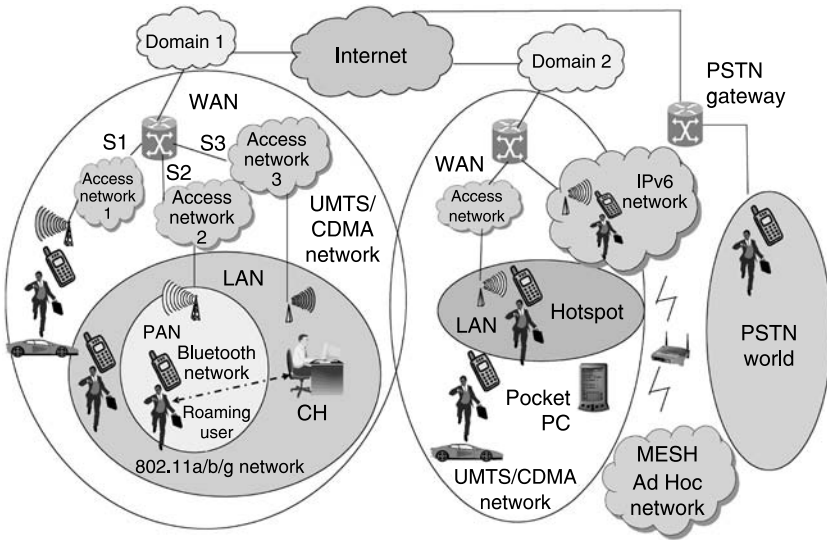 Domain 1
Internet
Domain 2
PSTN
gateway
WAN
S1
S2
S3
Access
network
1
Access
network
2
Access
network
3
UMTS/
CDMA
network
LAN
PAN
Bluetooth
network
Roaming
user
CH
802.11a/b/g network
WAN
Access
network
IPv6
network
LAN
Hotspot
Pocket
PC
UMTS/CDMA
network
MESH
Ad Hoc
network
PSTN
world